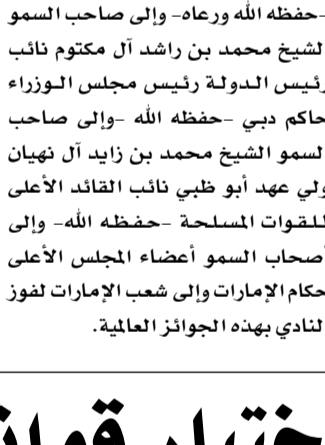 -حفظه الله ورعاه- وإلى صاحب السمو
الشيخ محمد بن راشد آل مكتوم نائب
رئيس الدولة رئيس مجلس الوزراء
حاكم دبي -حفظه الله -وإلى صاحب
السمو الشيخ محمد بن زايد آل نهيان
ولي عهد أبو ظبي نائب القائد الأعلى
للقوات المسلحة -حفظه الله- وإلى
أصحاب السمو أعضاء المجلس الأعلى
حكام الإمارات وإلى شعب الإمارات لفوز
النادي بهذه الجوائز العالمية.